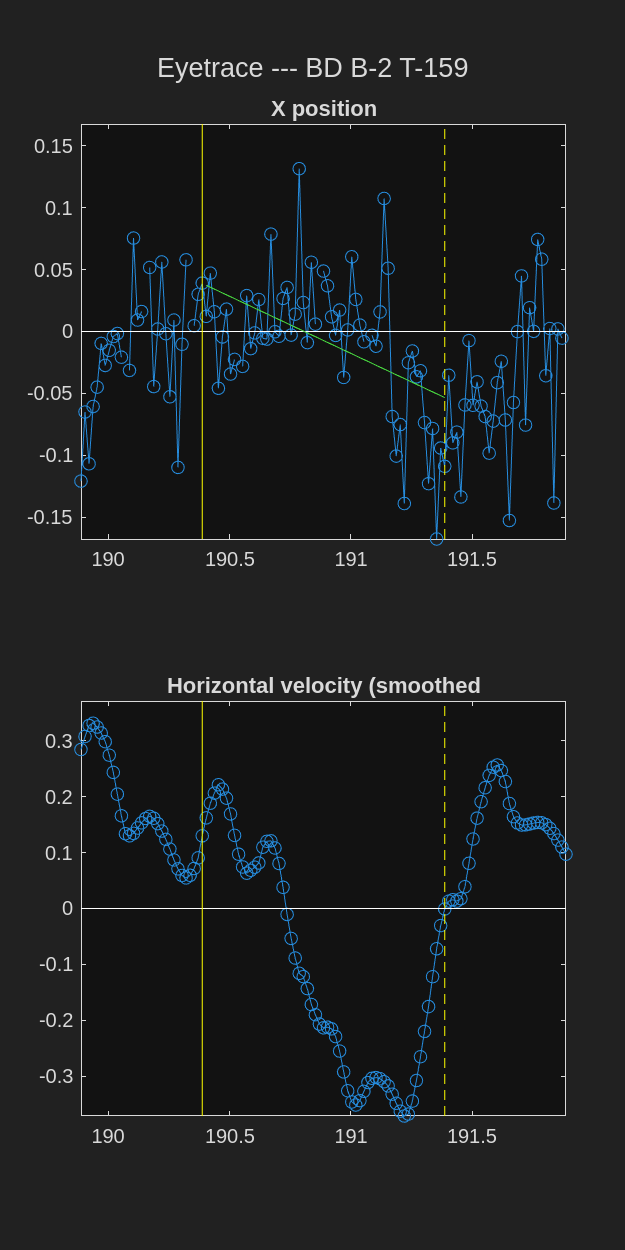 Eyetrace --- BD B-2 T-159
X position
0.15
0.1
0.05
0
-0.05
-0.1
-0.15
190 190.5 191 191.5
Horizontal velocity (smoothed
0.3
0.2
0.1
0
-0.1
-0.2
-0.3
190 190.5 191 191.5